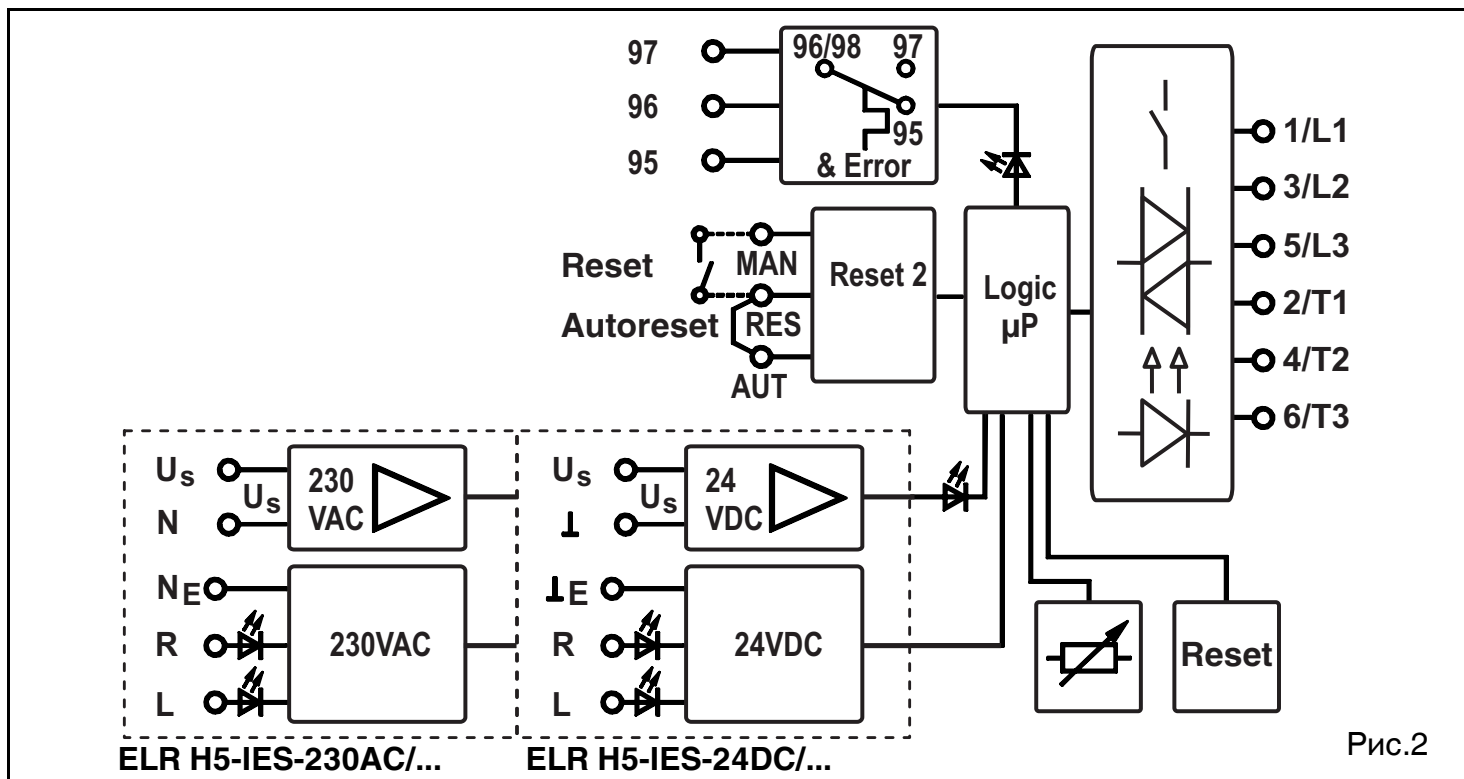 97
96
95
96/98 97
95
& Error
Reset
Autoreset
MAN
RES
AUT
Reset 2
Logic
µP
1/L1
3/L2
5/L3
2/T1
4/T2
6/T3
Us
Us
N
230
VAC
NE
R
L
230VAC
Us
Us
⊥
24
VDC
⊥E
R
L
24VDC
Reset
ELR H5-IES-230AC/...
ELR H5-IES-24DC/...
Рис.2